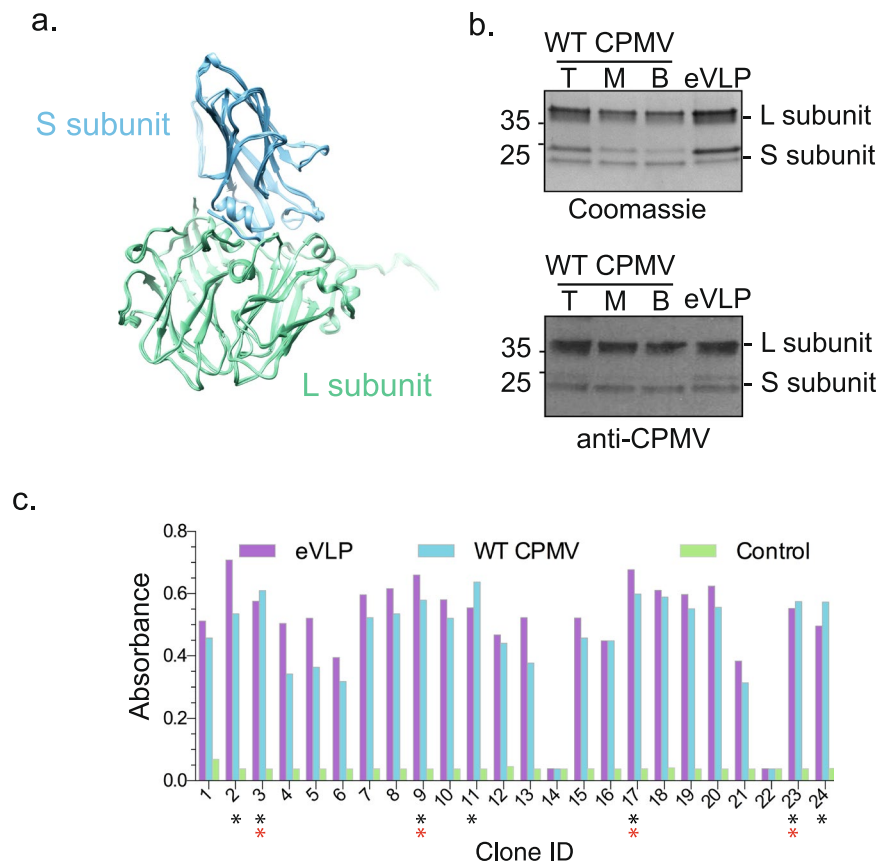 a.
S subunit
L subunit
b.
WT CPMV
T M B eVLP
35
25
L subunit
S subunit
Coomassie
WT CPMV
T M B eVLP
35
25
L subunit
S subunit
anti-CPMV
c.
eVLP WT CPMV Control
Absorbance
0.8
0.6
0.4
0.2
0.0
1 2 3 4 5 6 7 8 9 10 11 12 13 14 15 16 17 18 19 20 21 22 23 24
* * * * * * *
* * * *
Clone ID